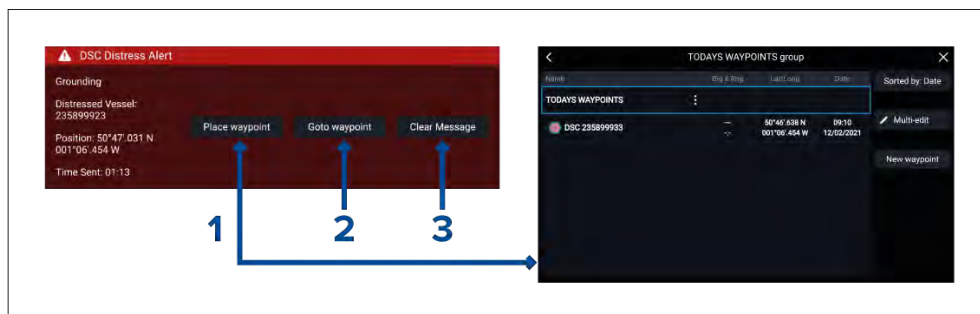 DSC Distress Alert
Grounding
Distressed Vessel:
235899923
Position: 50°47'.031 N
001°06'.454 W
Time Sent: 01:13
Place waypoint
Goto waypoint
Clear Message
1
2
3
TODAYS WAYPOINTS group
Name Brg & Rng Lat/Long Date
Sorted by: Date
TODAYS WAYPOINTS
DSC 235899933 --- 50°46'.638 N 09:10
-.- 001°06'.454 W 12/02/2021
Multi-edit
New waypoint